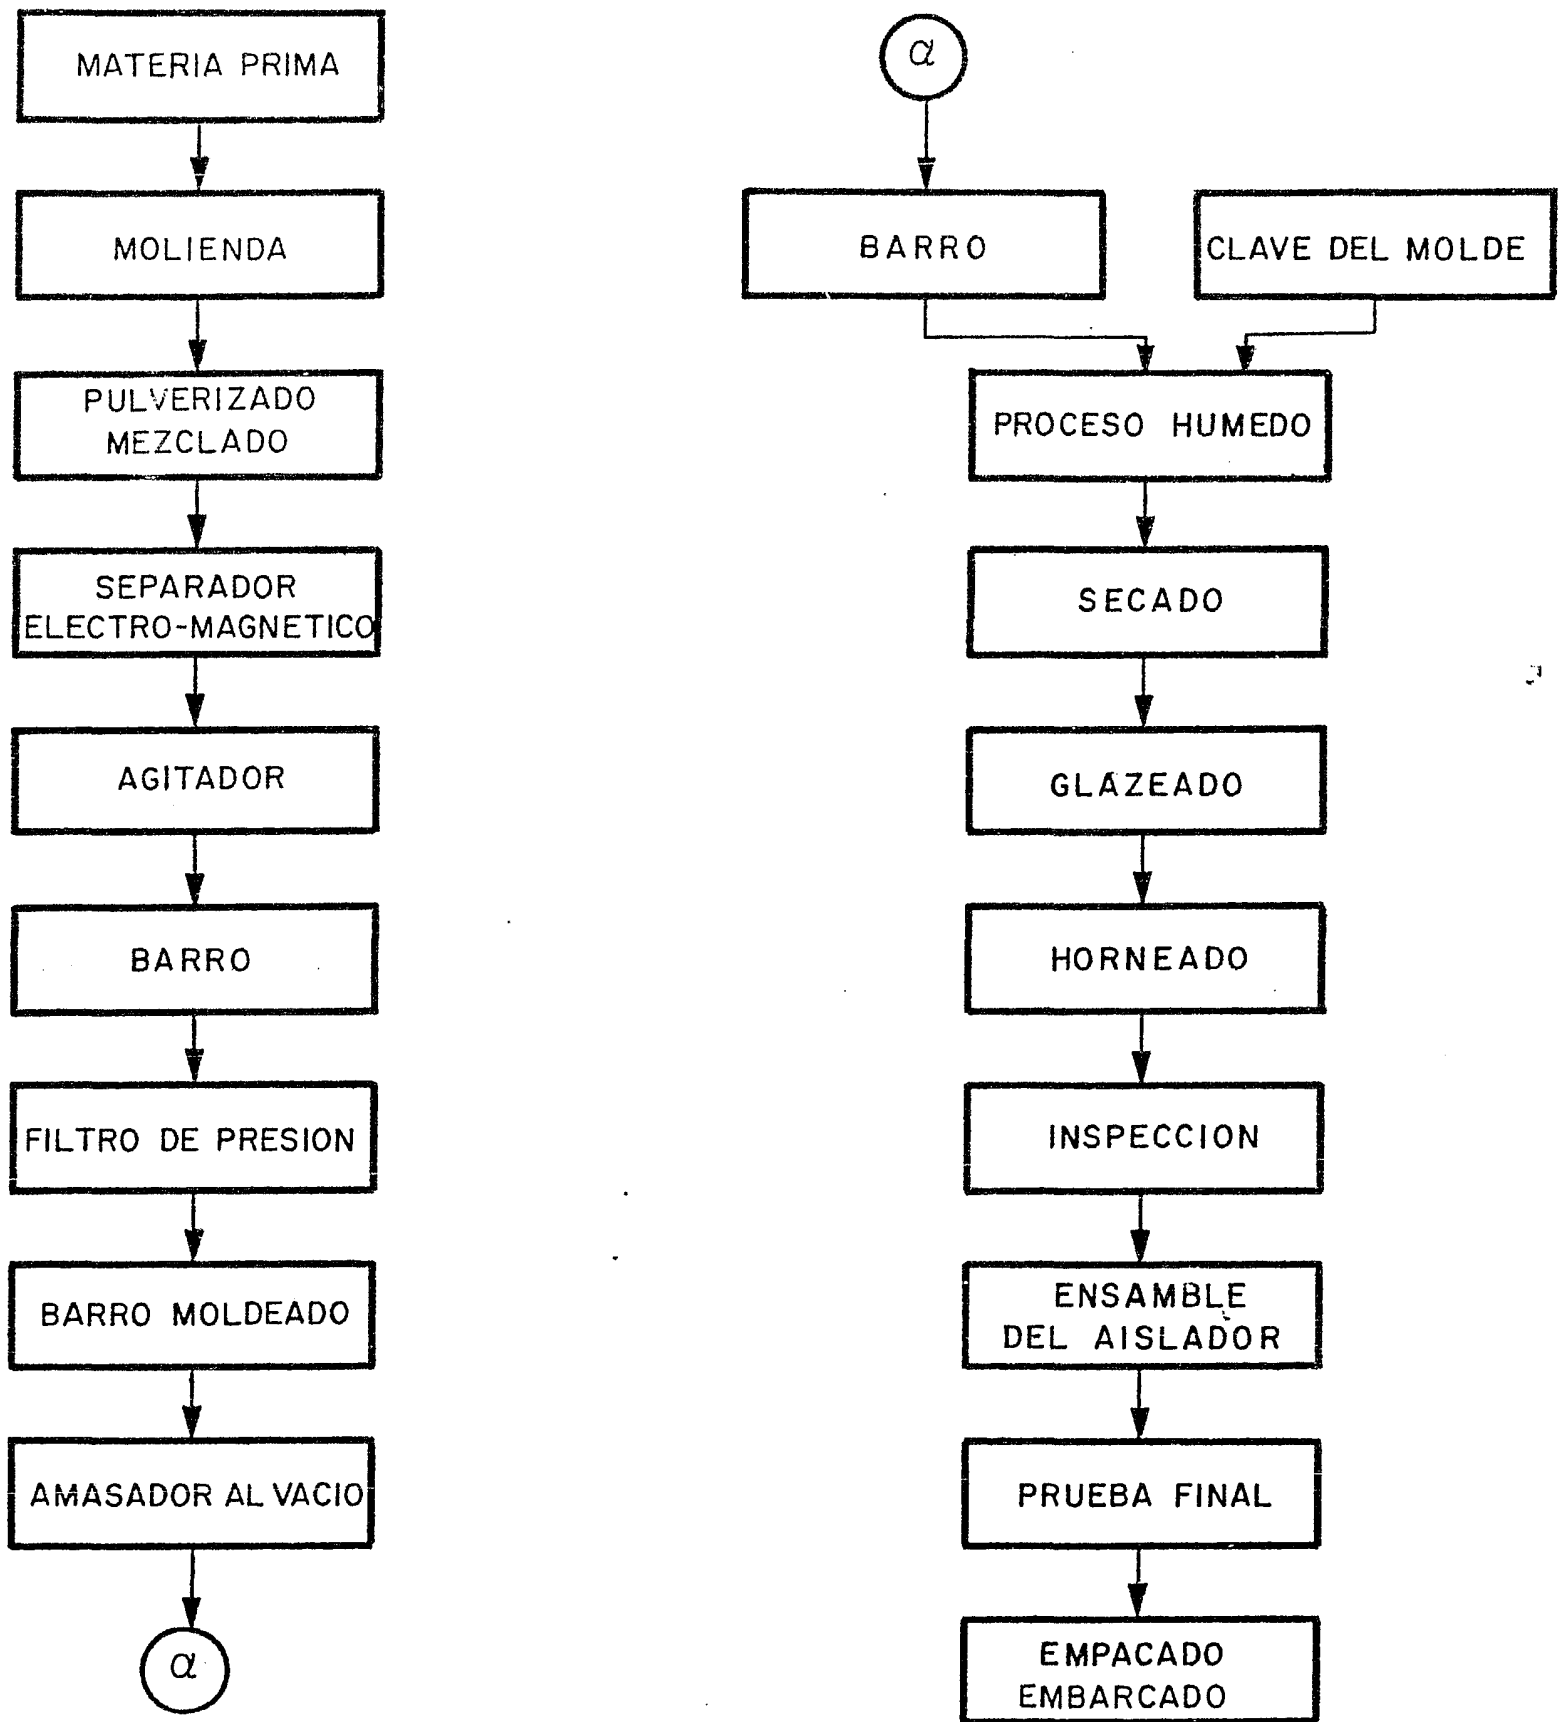 MATERIA PRIMA
MOLIENDA
PULVERIZADO
MEZCLADO
SEPARADOR
ELECTRO-MAGNETICO
AGITADOR
BARRO
FILTRO DE PRESION
BARRO MOLDEADO
AMASADOR AL VACIO
α
α
BARRO
CLAVE DEL MOLDE
PROCESO HUMEDO
SECADO
GLAZEADO
HORNEADO
INSPECCION
ENSAMBLE
DEL AISLADOR
PRUEBA FINAL
EMPACADO
EMBARCADO